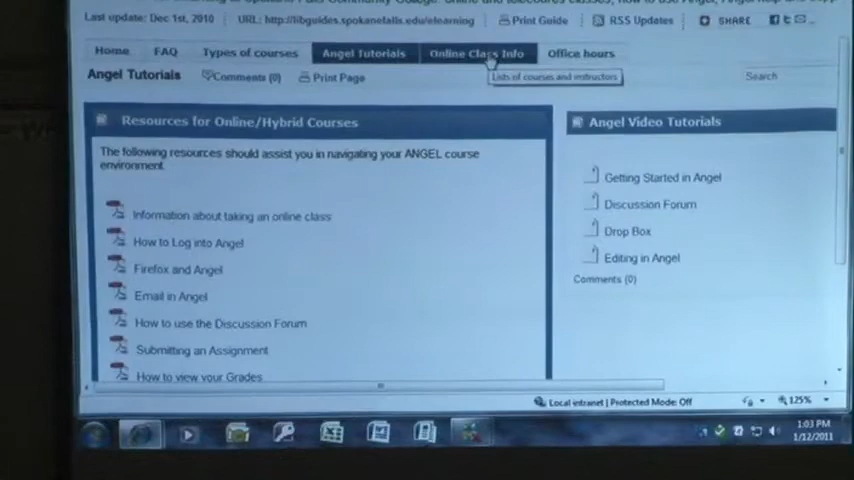 Last update: Dec 1st, 2010 URL: http://libguides.spokanefalls.edu/elearning Print Guide RSS Updates SHARE
Home FAQ Types of courses Angel Tutorials Online Class Info Office hours
Angel Tutorials Comments (0) Print Page Lists of courses and instructors Search
Resources for Online/Hybrid Courses
The following resources should assist you in navigating your ANGEL course
environment.
Information about taking an online class
How to Log into Angel
Firefox and Angel
Email in Angel
How to use the Discussion Forum
Submitting an Assignment
How to view your Grades
Angel Video Tutorials
Getting Started in Angel
Discussion Forum
Drop Box
Editing in Angel
Comments (0)
Local intranet | Protected Mode: Off
125%
1:03 PM
1/12/2011